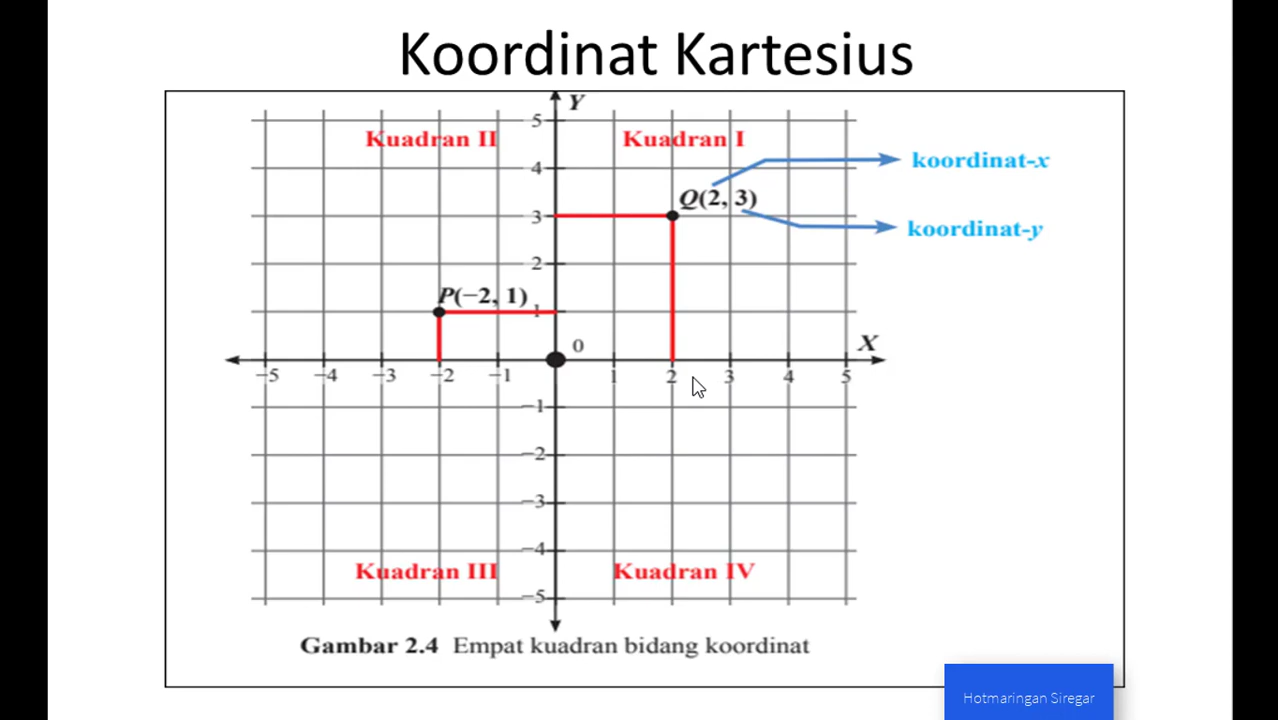 Koordinat Kartesius
Y
5
Kuadran II
Kuadran I
4
koordinat-x
Q(2, 3)
3
koordinat-y
2
P(−2, 1)
1
0
X
−5 −4 −3 −2 −1 1 2 3 4 5
−1
−2
−3
−4
Kuadran III
Kuadran IV
−5
Gambar 2.4 Empat kuadran bidang koordinat
Hotmaringan Siregar